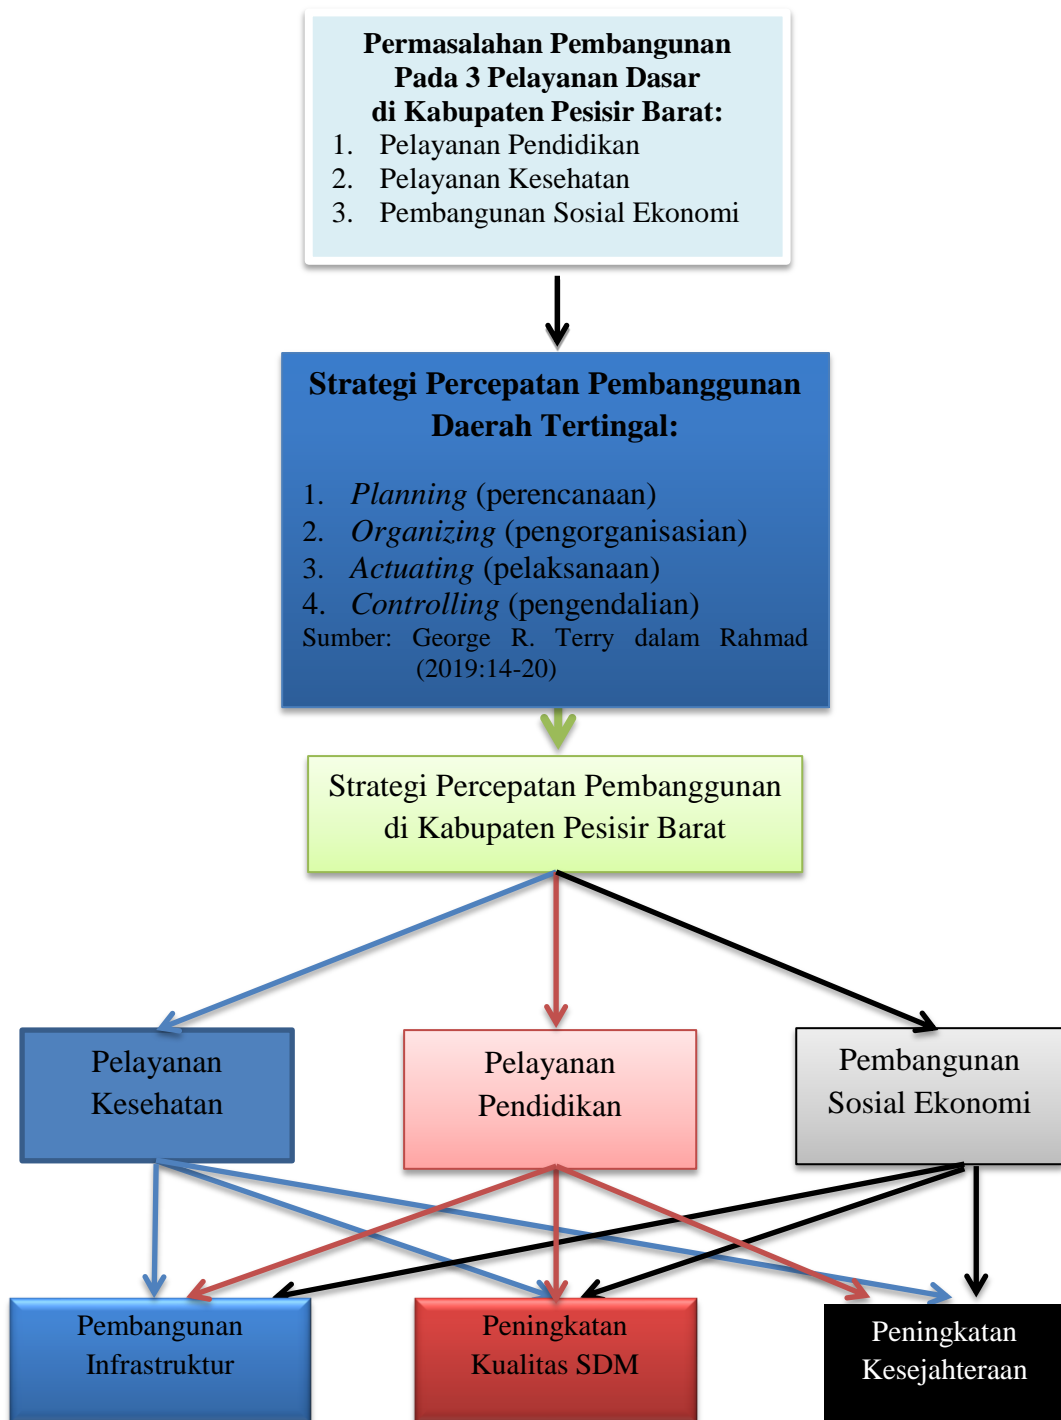 Permasalahan Pembangunan
Pada 3 Pelayanan Dasar
di Kabupaten Pesisir Barat:
1. Pelayanan Pendidikan
2. Pelayanan Kesehatan
3. Pembangunan Sosial Ekonomi
Strategi Percepatan Pembanggunan
Daerah Tertingal:
1. Planning (perencanaan)
2. Organizing (pengorganisasian)
3. Actuating (pelaksanaan)
4. Controlling (pengendalian)
Sumber: George R. Terry dalam Rahmad
(2019:14-20)
Strategi Percepatan Pembanggunan
di Kabupaten Pesisir Barat
Pelayanan
Kesehatan
Pelayanan
Pendidikan
Pembangunan
Sosial Ekonomi
Pembangunan
Infrastruktur
Peningkatan
Kualitas SDM
Peningkatan
Kesejahteraan